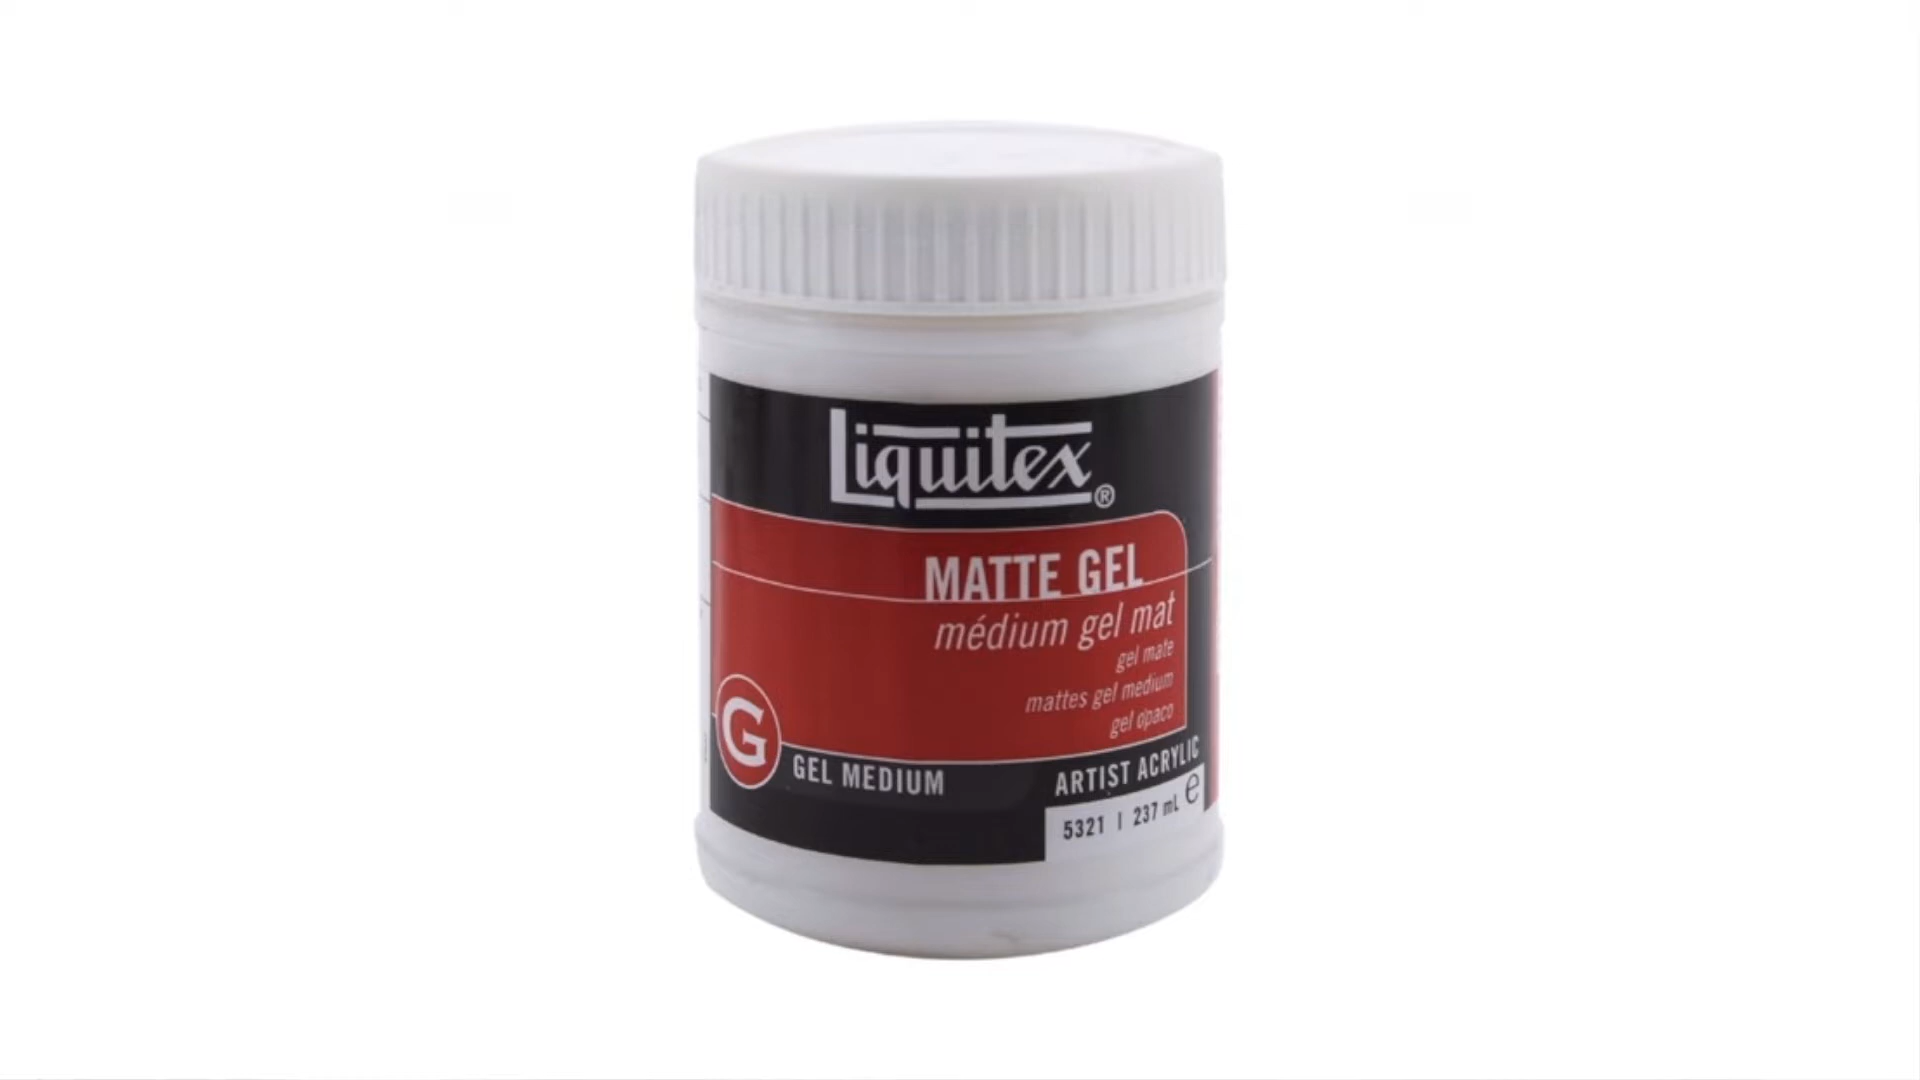 Liquitex®
MATTE GEL
médium gel mat
gel mate
mattes gel medium
gel opaco
G
GEL MEDIUM
ARTIST ACRYLIC
5321 | 237 mL e